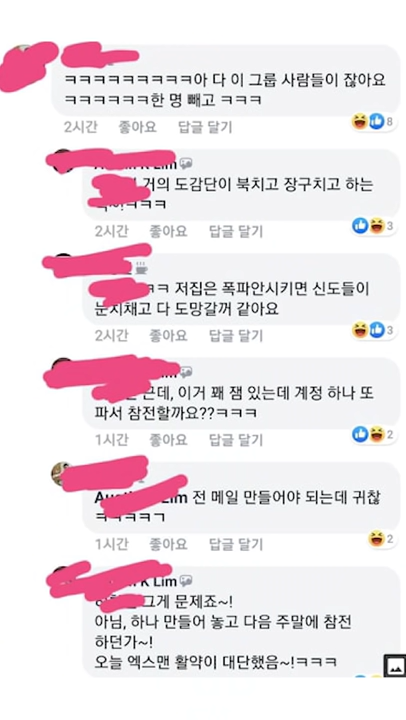 ㅋㅋㅋㅋㅋㅋㅋㅋㅋ아 다 이 그룹 사람들이 잖아요
ㅋㅋㅋㅋㅋㅋ한 명 빼고 ㅋㅋㅋ
2시간 좋아요 답글 달기 8
K Lim
거의 도감단이 북치고 장구치고 하는
ㅋㅋㅋ
2시간 좋아요 답글 달기 3
ㅋㅋ 저집은 폭파안시키면 신도들이
눈치채고 다 도망갈꺼 같아요
2시간 좋아요 답글 달기 3
근데, 이거 꽤 잼 있는데 계정 하나 또
파서 참전할까요??ㅋㅋㅋ
1시간 좋아요 답글 달기 2
Lim 전 메일 만들어야 되는데 귀찮
ㅋㅋㅋㅋㄱ
1시간 좋아요 답글 달기 2
K Lim
그게 문제죠~!
아님, 하나 만들어 놓고 다음 주말에 참전
하던가~!
오늘 엑스맨 활약이 대단했음~!ㅋㅋㅋ